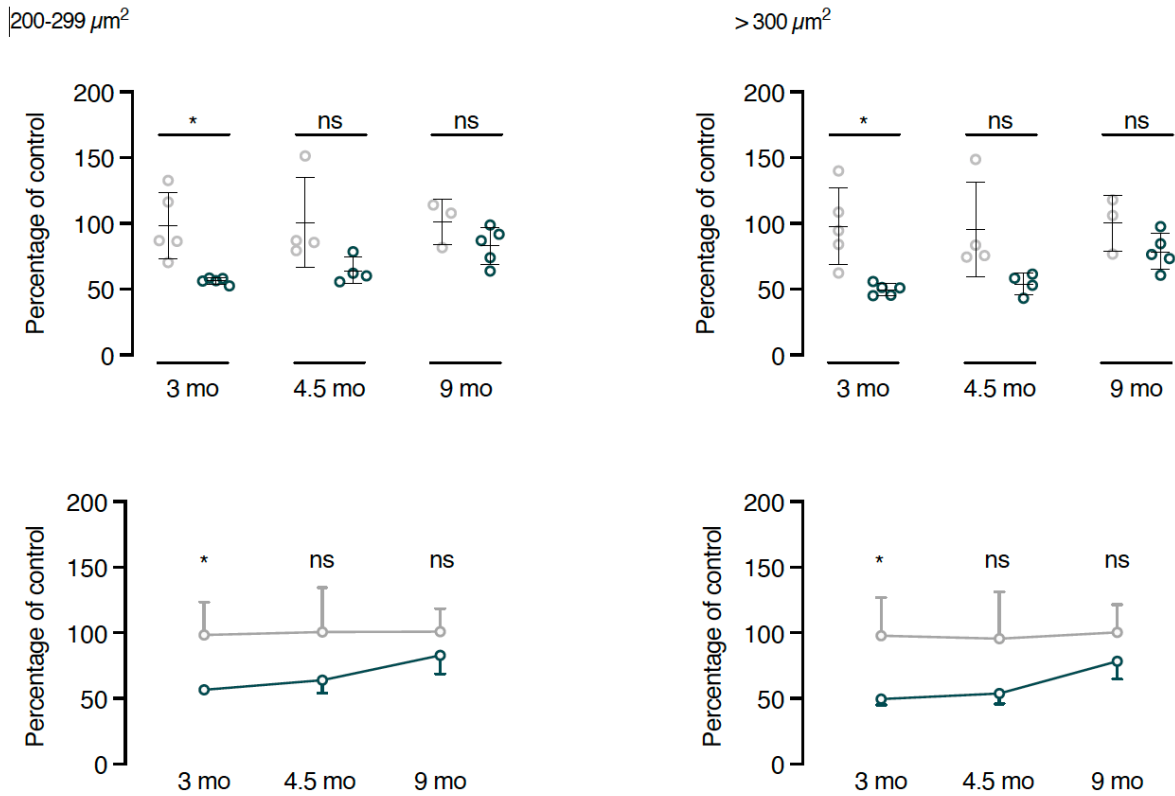 200-299 μm²
> 300 μm²
Percentage of control
200
150
100
50
0
*
ns
ns
3 mo
4.5 mo
9 mo
Percentage of control
200
150
100
50
0
*
ns
ns
3 mo
4.5 mo
9 mo
Percentage of control
200
150
100
50
0
*
ns
ns
3 mo
4.5 mo
9 mo
Percentage of control
200
150
100
50
0
*
ns
ns
3 mo
4.5 mo
9 mo